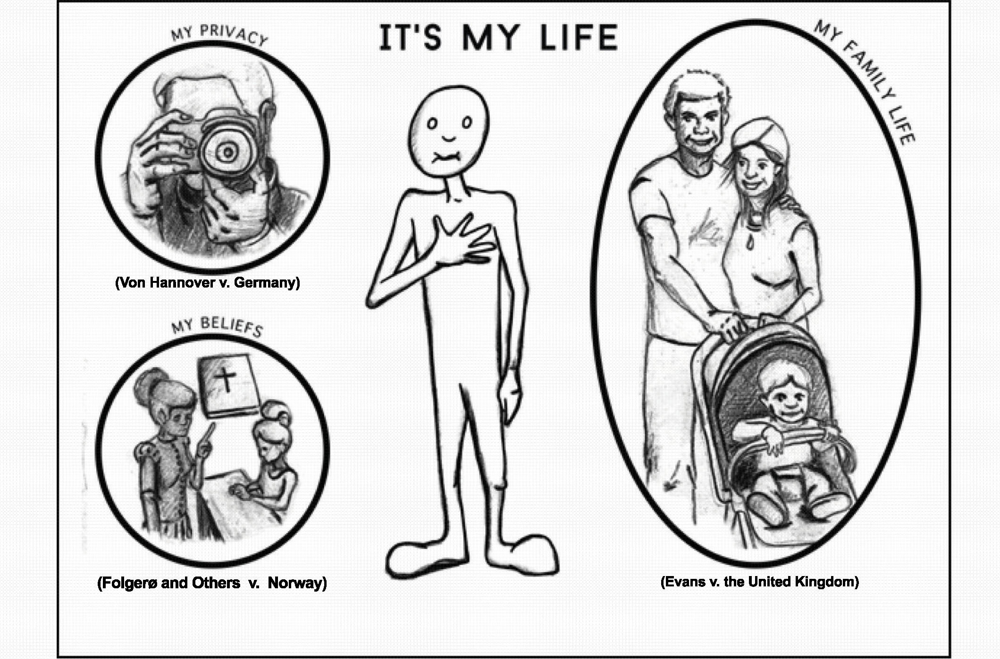 IT'S MY LIFE
MY PRIVACY
(Von Hannover v. Germany)
MY BELIEFS
(Folgerø and Others v. Norway)
MY FAMILY LIFE
(Evans v. the United Kingdom)